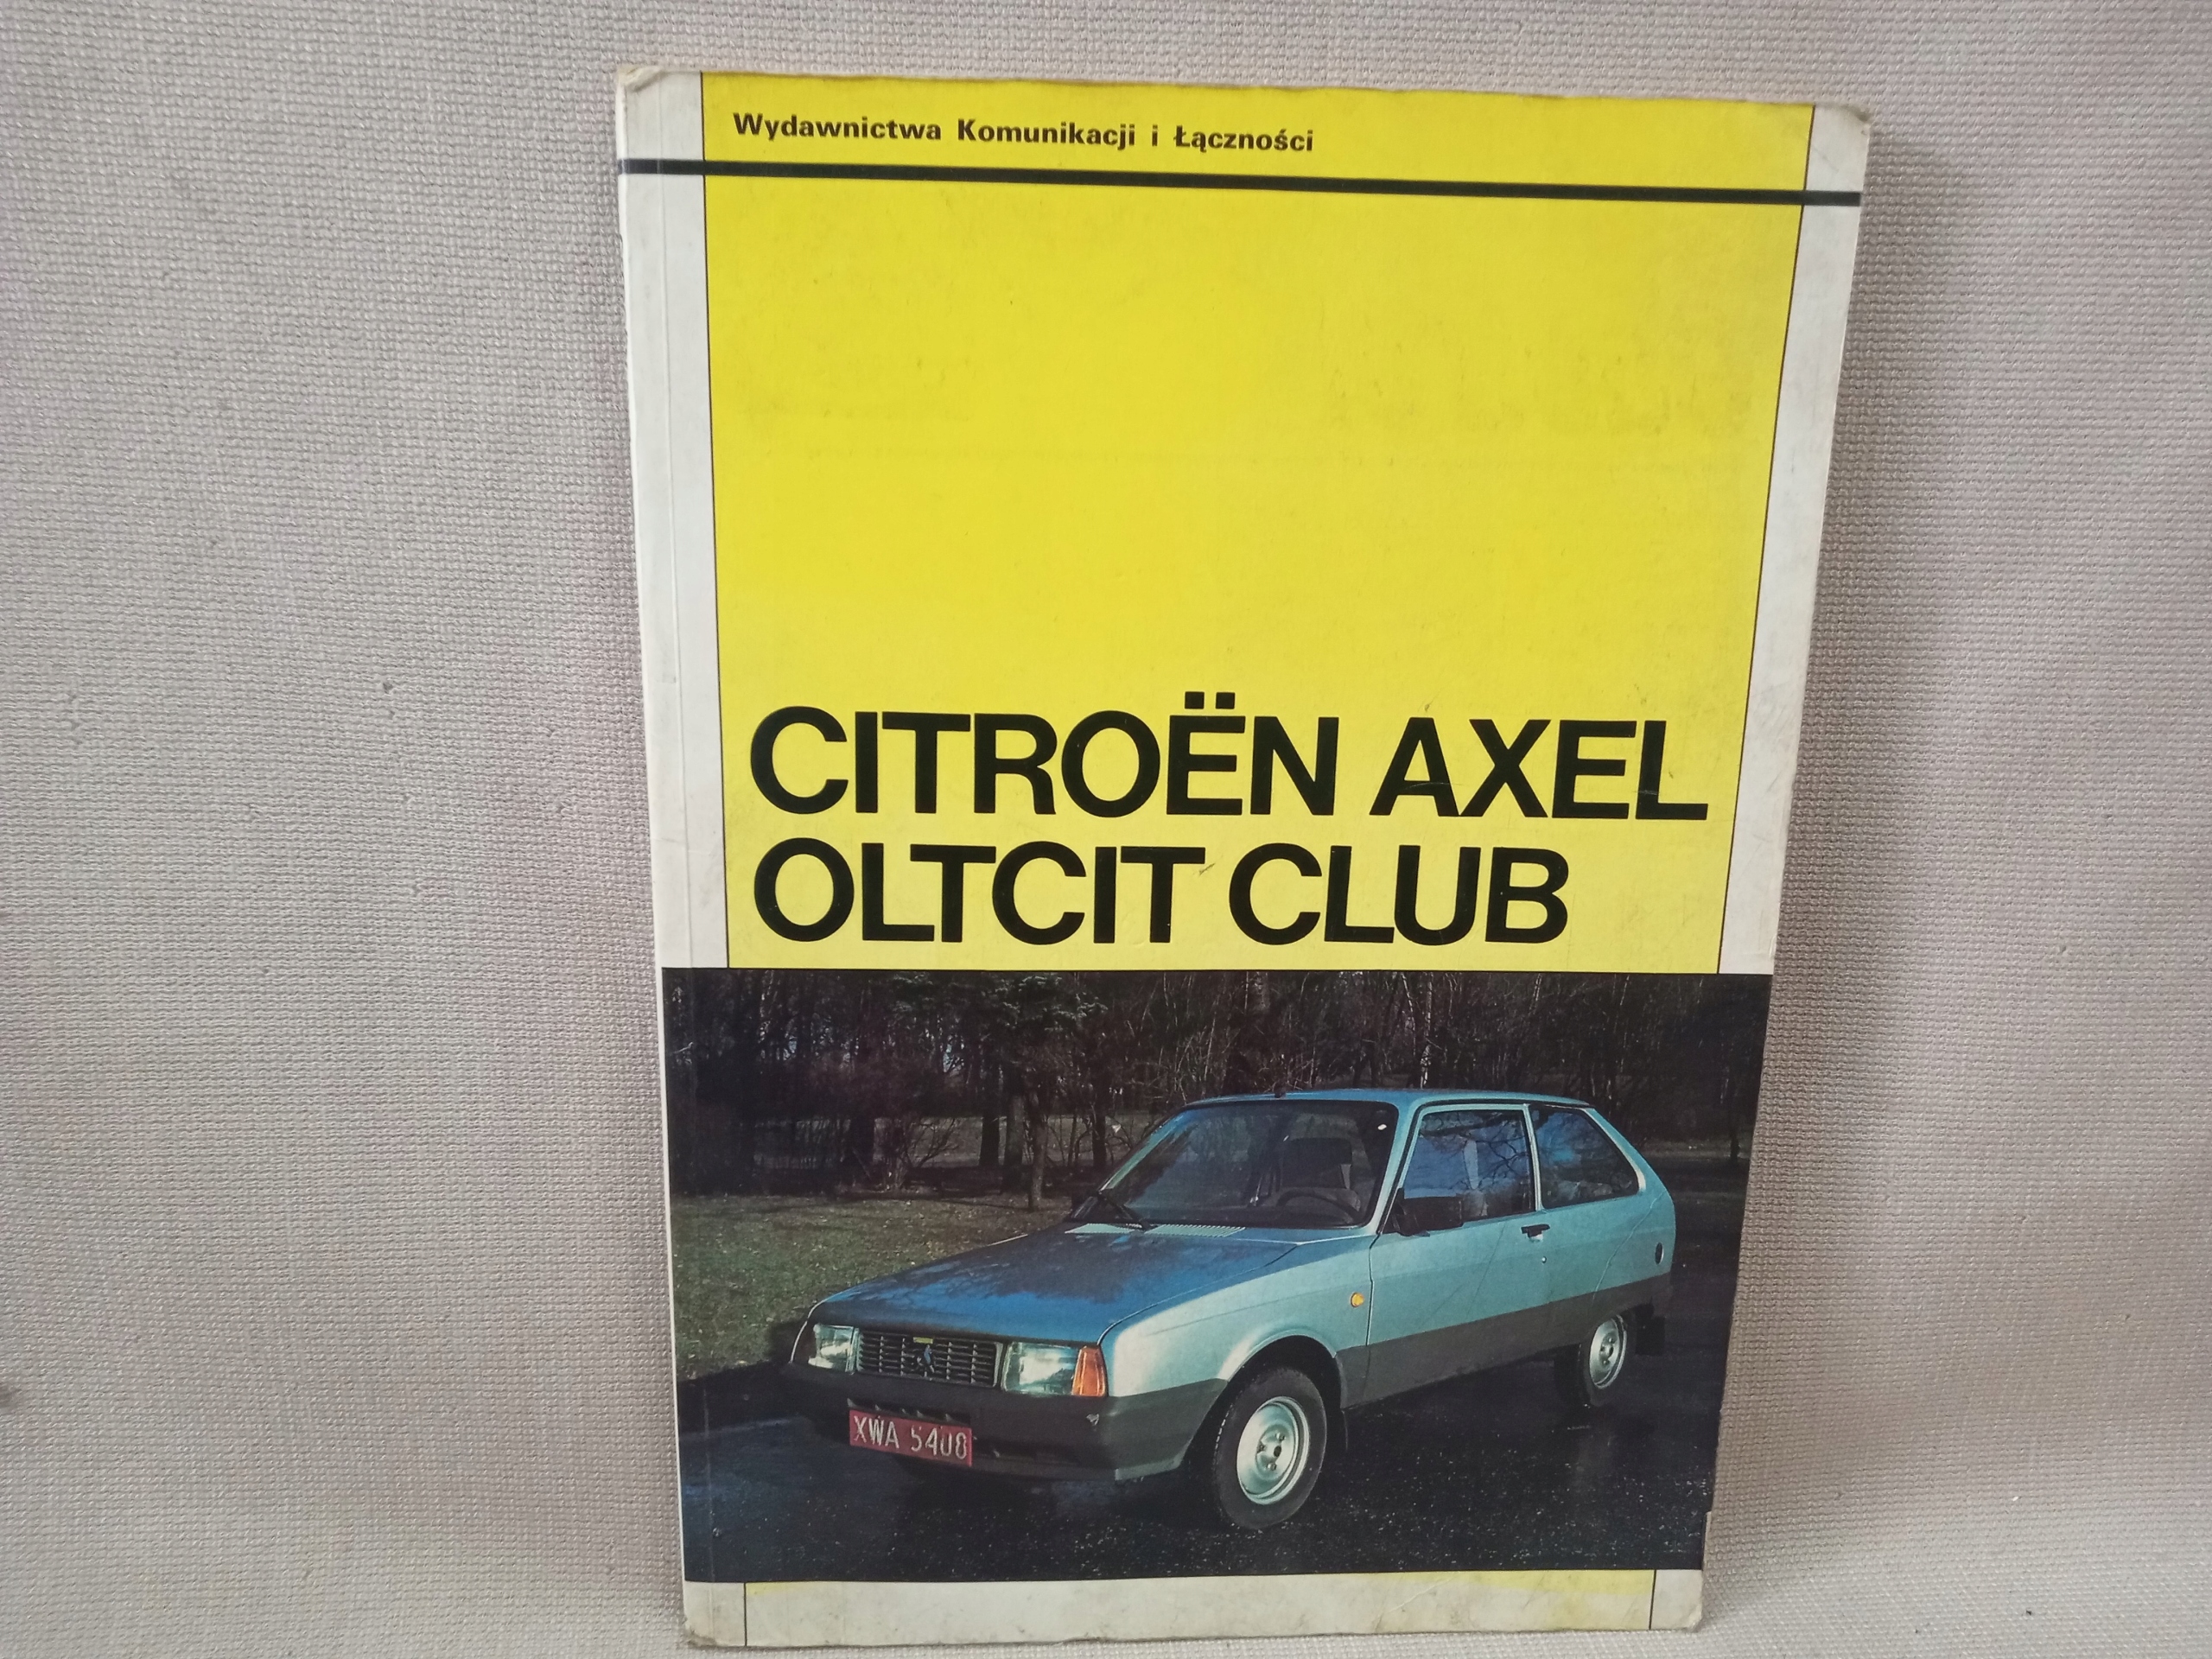 Wydawnictwa Komunikacji i Łączności
CITROËN AXEL
OLTCIT CLUB
XWA 5408